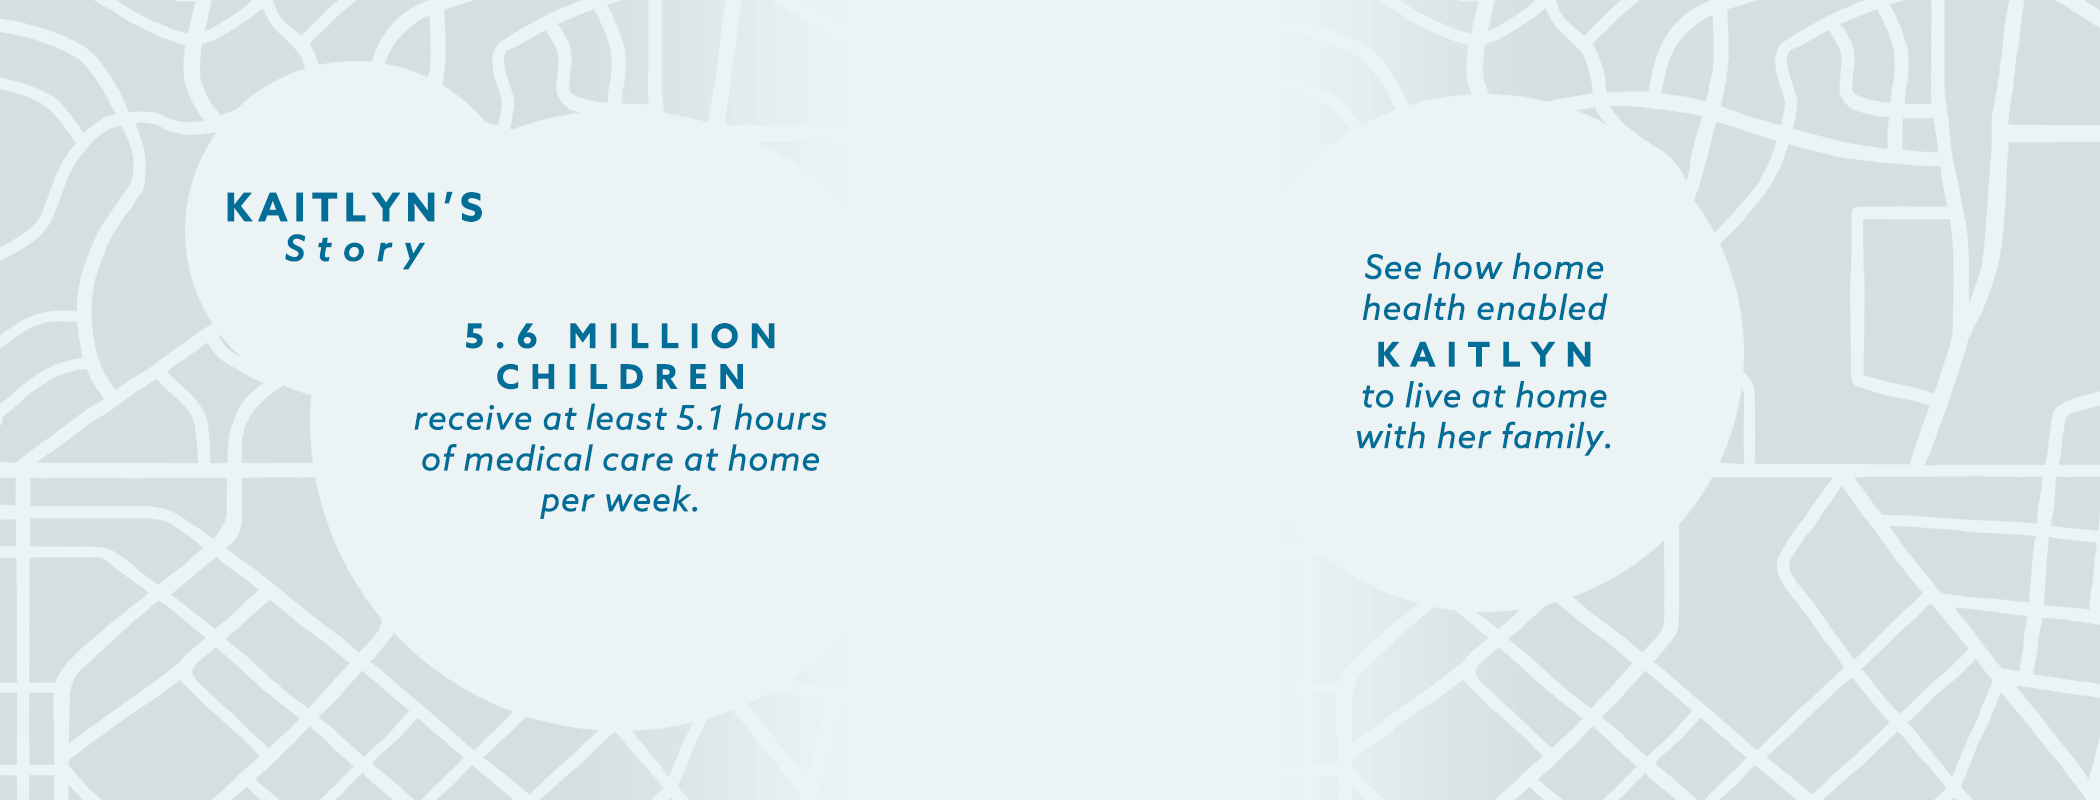 KAITLYN’S
Story
5.6 MILLION
CHILDREN
receive at least 5.1 hours
of medical care at home
per week.
See how home
health enabled
KAITLYN
to live at home
with her family.